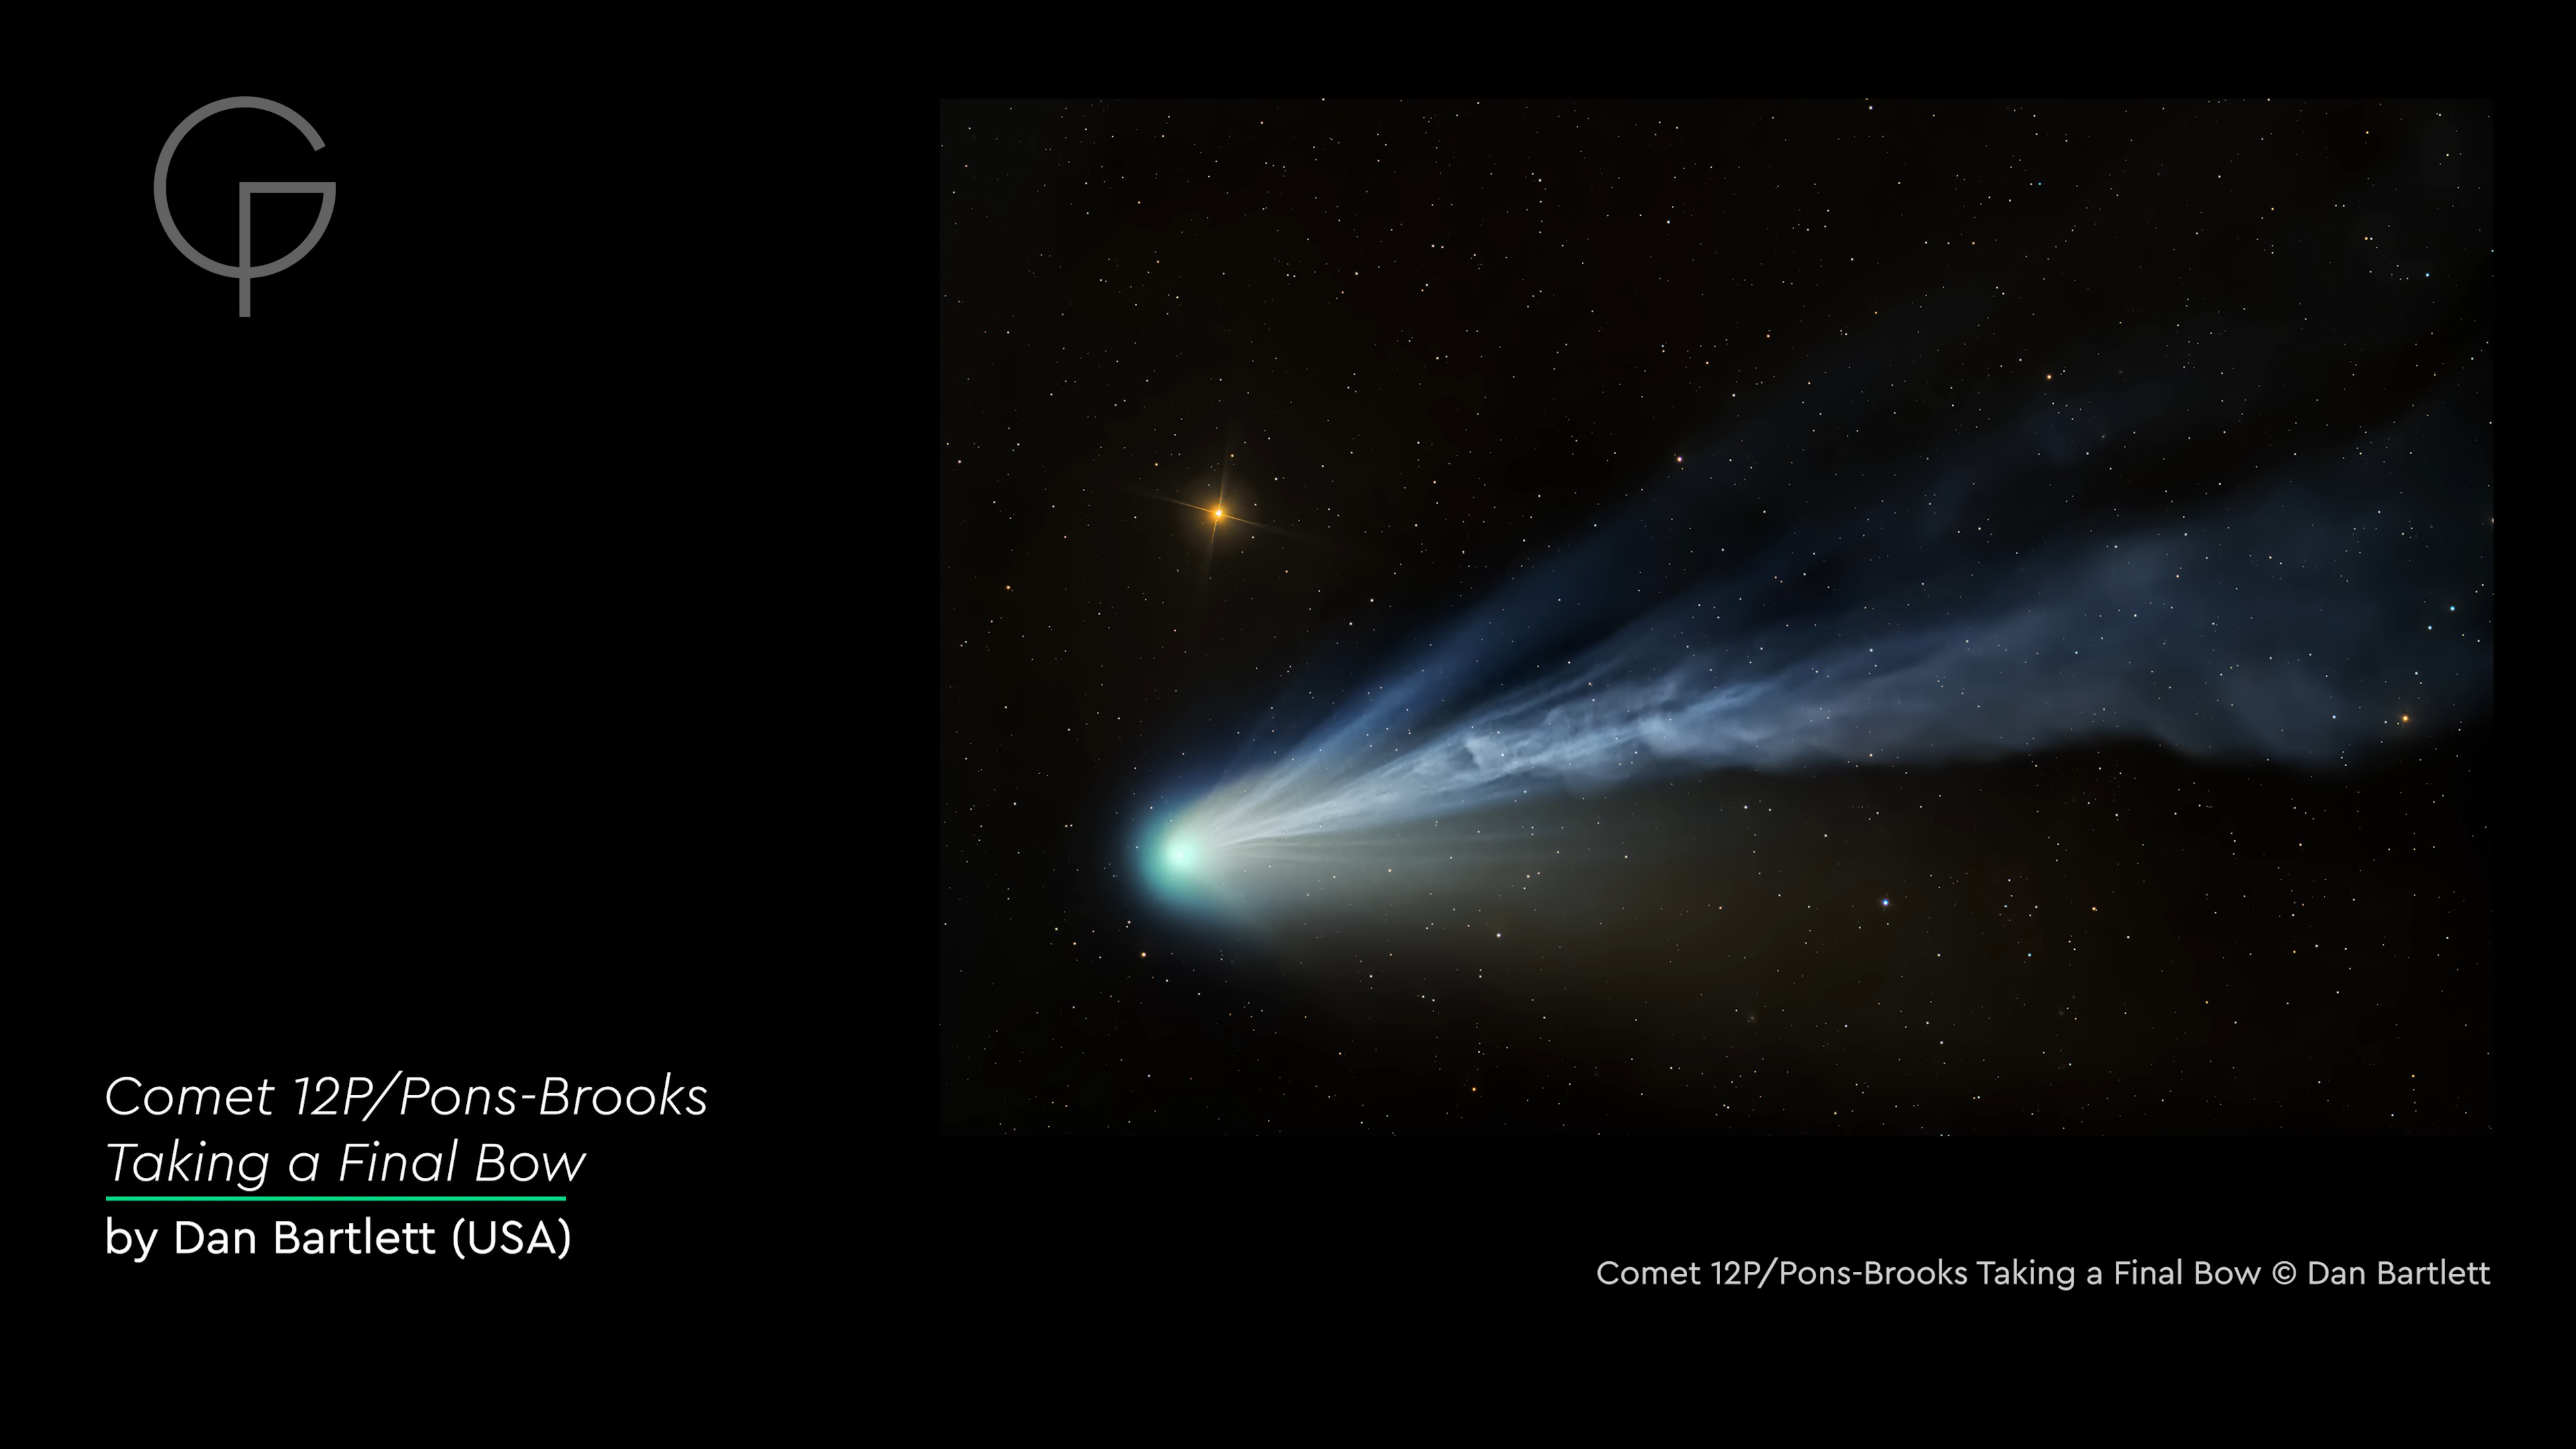 Comet 12P/Pons-Brooks
Taking a Final Bow
by Dan Bartlett (USA)
Comet 12P/Pons-Brooks Taking a Final Bow © Dan Bartlett